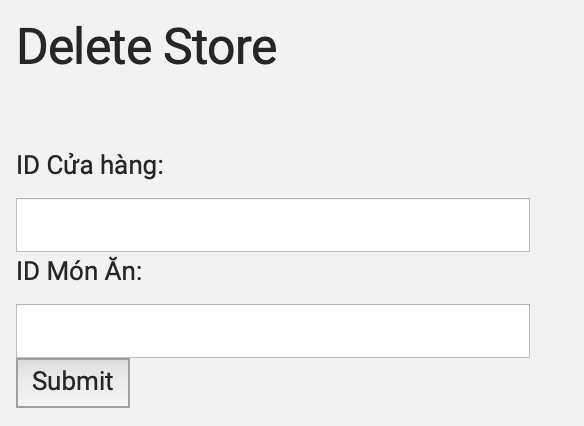 Delete Store
ID Cửa hàng:
ID Món Ăn:
Submit